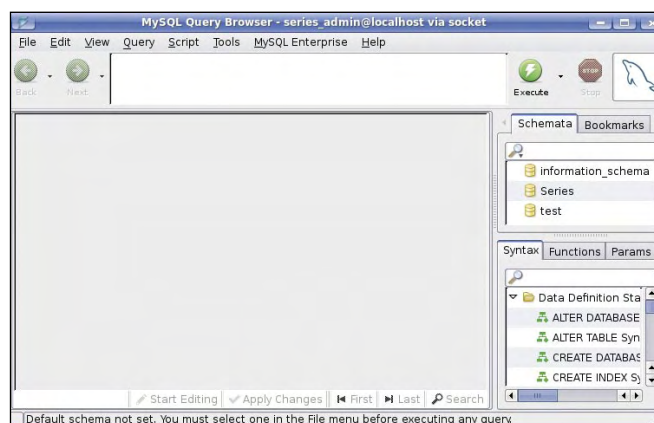 MySQL Query Browser - series_admin@localhost via socket
File Edit View Query Script Tools MySQL Enterprise Help
Back Next Execute Stop
STOP
Schemata Bookmarks
information_schema
Series
test
Syntax Functions Params
Data Definition Sta
ALTER DATABASE
ALTER TABLE Syn
CREATE DATABAS
CREATE INDEX Sy
Start Editing Apply Changes First Last Search
Default schema not set. You must select one in the File menu before executing any query.